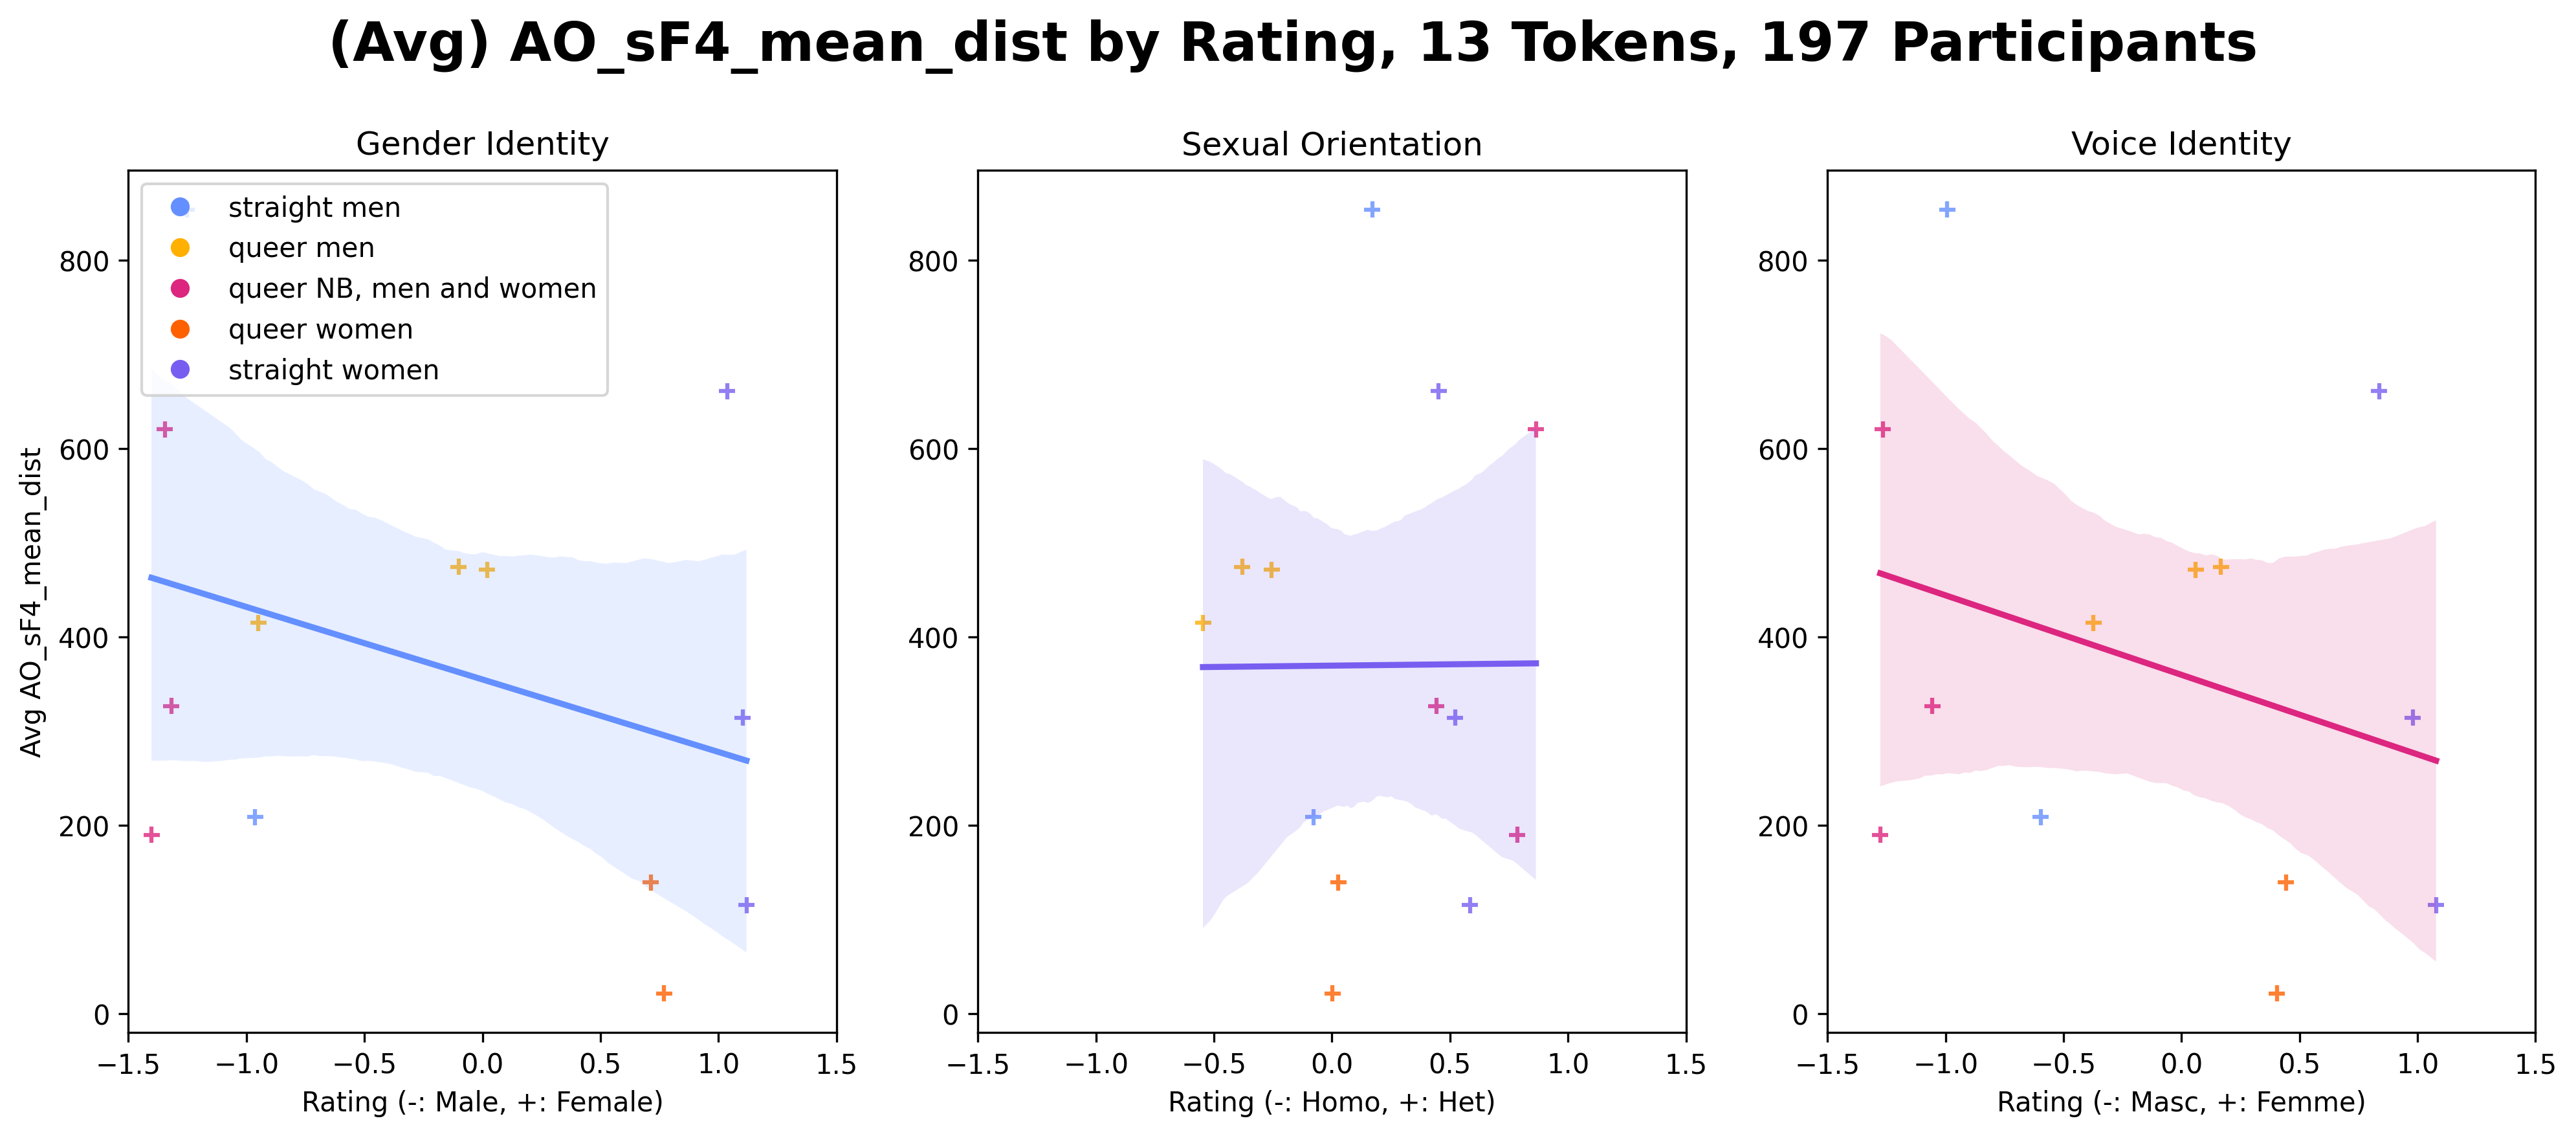 (Avg) AO_sF4_mean_dist by Rating, 13 Tokens, 197 Participants
Gender Identity
straight men
queer men
queer NB, men and women
queer women
straight women
Avg AO_sF4_mean_dist
800
600
400
200
0
−1.5 −1.0 −0.5 0.0 0.5 1.0 1.5
Rating (-: Male, +: Female)
Sexual Orientation
800
600
400
200
0
−1.5 −1.0 −0.5 0.0 0.5 1.0 1.5
Rating (-: Homo, +: Het)
Voice Identity
800
600
400
200
0
−1.5 −1.0 −0.5 0.0 0.5 1.0 1.5
Rating (-: Masc, +: Femme)